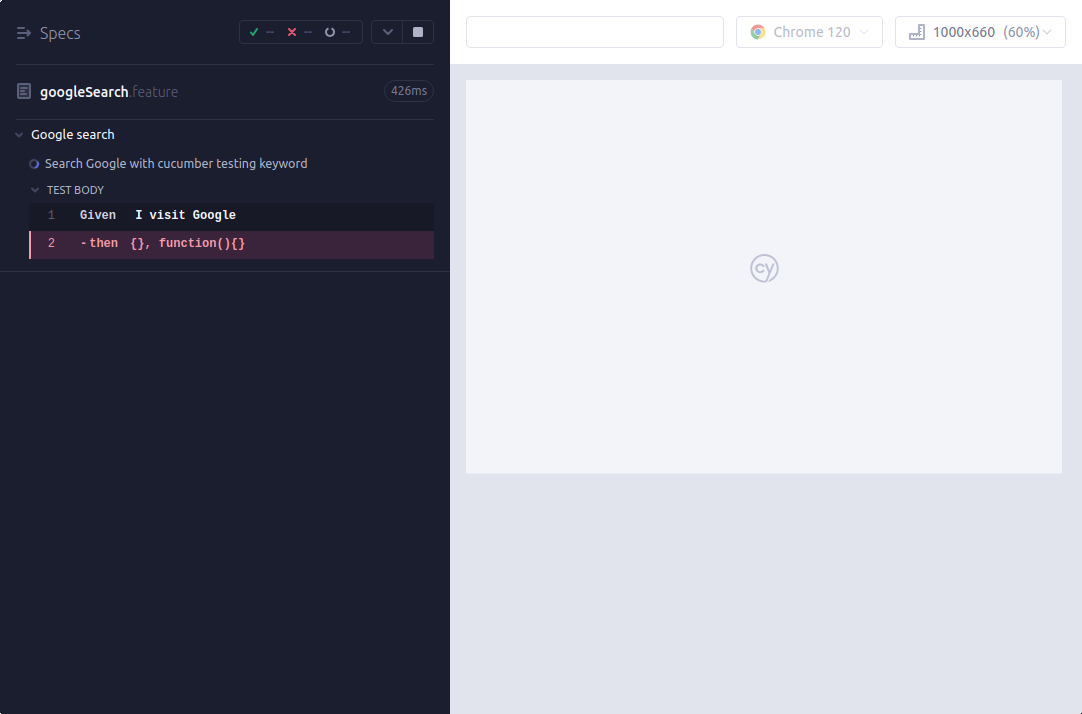 Specs
-- -- --
googleSearch.feature 426ms
Google search
Search Google with cucumber testing keyword
TEST BODY
1 Given I visit Google
2 -then {}, function(){}
Chrome 120
1000x660 (60%)
cy